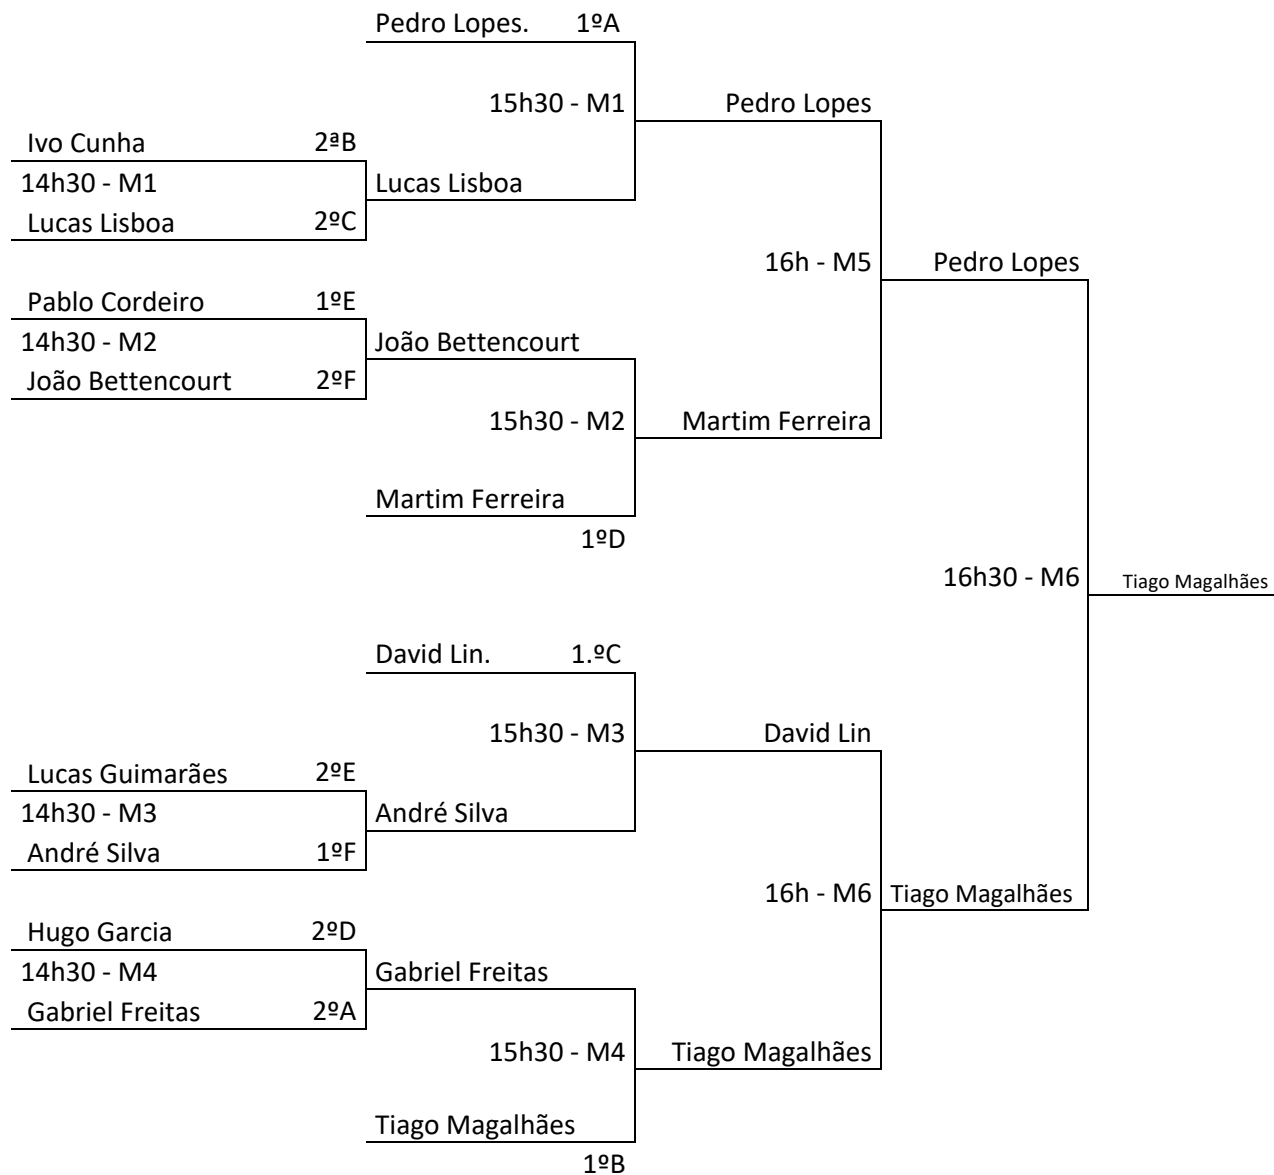 Pedro Lopes. 1ºA
15h30 - M1 Pedro Lopes
Ivo Cunha 2ªB
14h30 - M1 Lucas Lisboa
Lucas Lisboa 2ºC
16h - M5 Pedro Lopes
Pablo Cordeiro 1ºE
14h30 - M2 João Bettencourt
João Bettencourt 2ºF
15h30 - M2 Martim Ferreira
Martim Ferreira
1ºD
16h30 - M6 Tiago Magalhães
David Lin. 1.ºC
15h30 - M3 David Lin
Lucas Guimarães 2ºE
14h30 - M3 André Silva
André Silva 1ºF
16h - M6 Tiago Magalhães
Hugo Garcia 2ºD
14h30 - M4 Gabriel Freitas
Gabriel Freitas 2ºA
15h30 - M4 Tiago Magalhães
Tiago Magalhães
1ºB